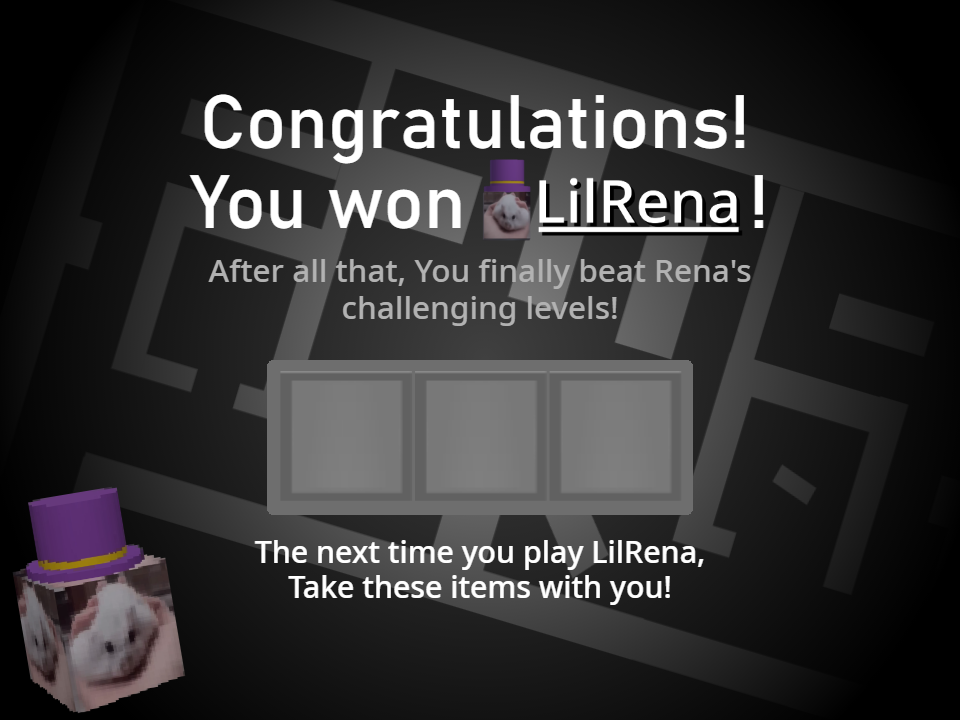 Congratulations!
You won LilRena!
After all that, You finally beat Rena's
challenging levels!
The next time you play LilRena,
Take these items with you!